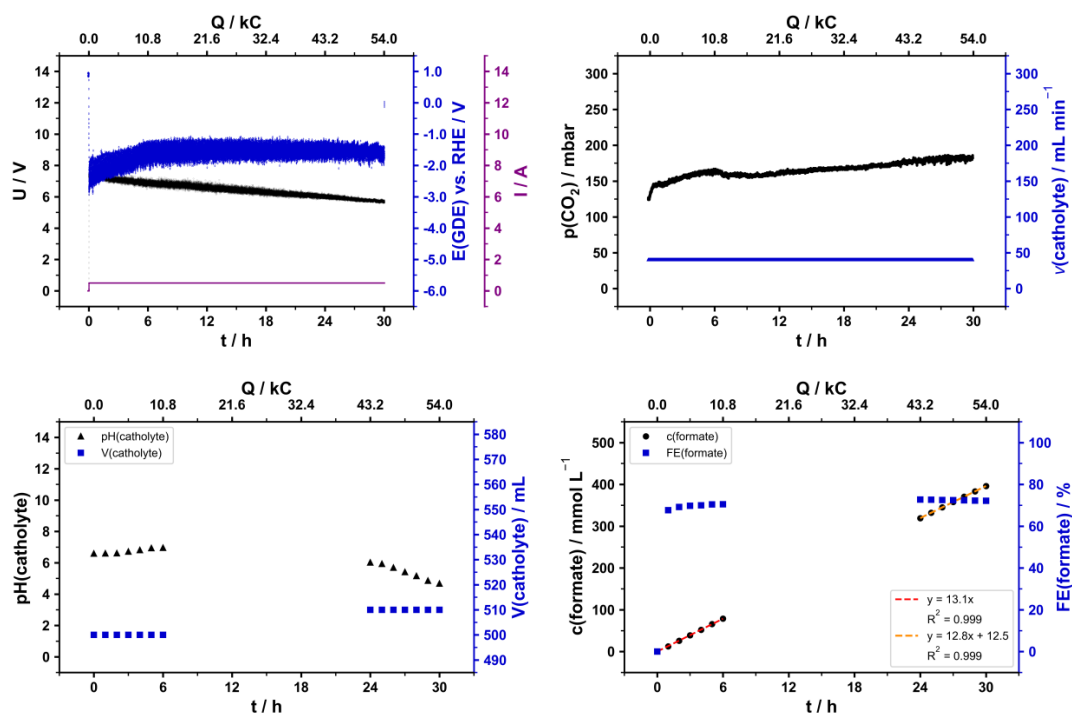 Q / kC
0.0 10.8 21.6 32.4 43.2 54.0
14
12
10
8
6
4
2
0
U / V
1.0
0.0
-1.0
-2.0
-3.0
-4.0
-5.0
-6.0
E(GDE) vs. RHE / V
14
12
10
8
6
4
2
0
I / A
0 6 12 18 24 30
t / h
Q / kC
0.0 10.8 21.6 32.4 43.2 54.0
300
250
200
150
100
50
0
p(CO₂) / mbar
300
250
200
150
100
50
0
v(catholyte) / mL min⁻¹
0 6 12 18 24 30
t / h
Q / kC
0.0 10.8 21.6 32.4 43.2 54.0
14
12
10
8
6
4
2
0
pH(catholyte)
pH(catholyte)
V(catholyte)
580
570
560
550
540
530
520
510
500
490
V(catholyte) / mL
0 6 12 18 24 30
t / h
Q / kC
0.0 10.8 21.6 32.4 43.2 54.0
500
400
300
200
100
0
c(formate) / mmol L⁻¹
c(formate)
FE(formate)
100
80
60
40
20
0
FE(formate) / %
y = 13.1x
R² = 0.999
y = 12.8x + 12.5
R² = 0.999
0 6 12 18 24 30
t / h